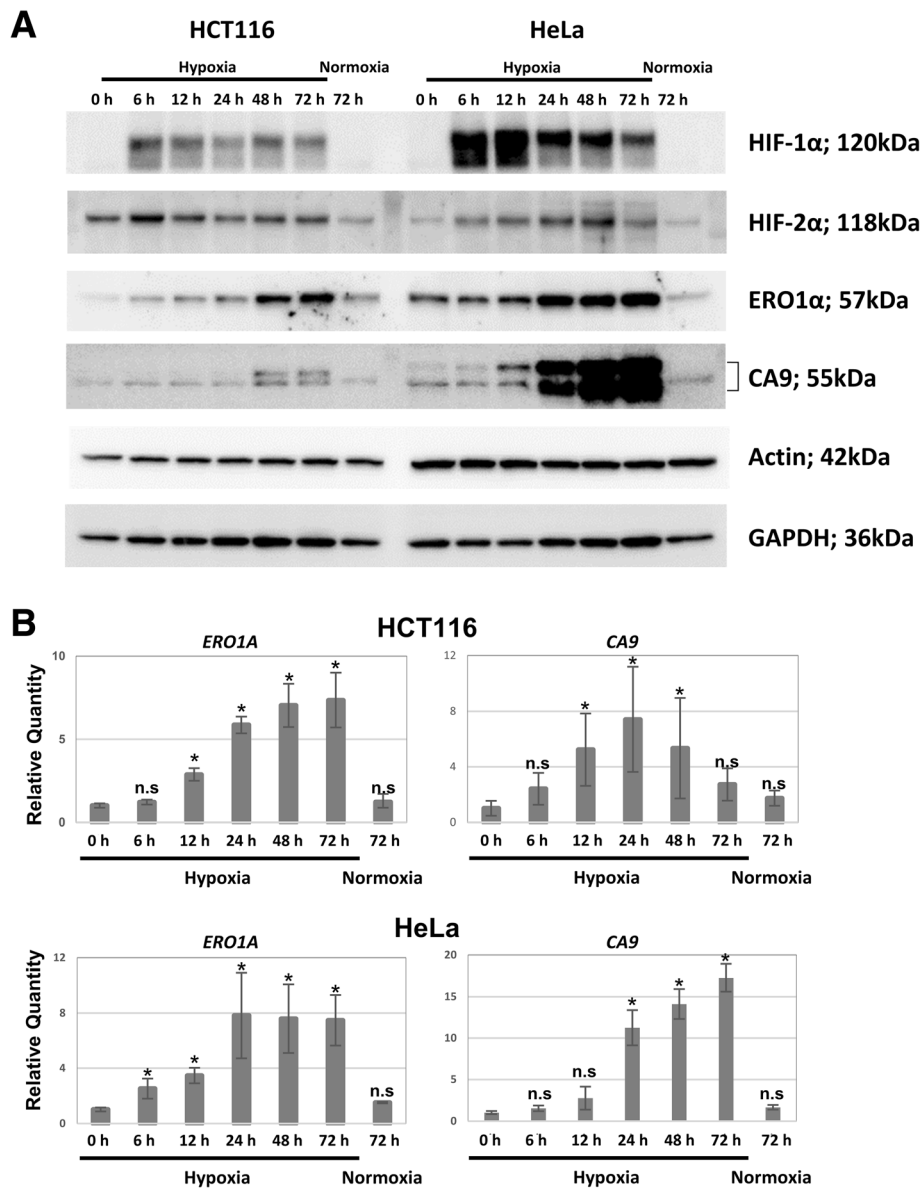 A
HCT116 HeLa
Hypoxia Normoxia Hypoxia Normoxia
0 h 6 h 12 h 24 h 48 h 72 h 72 h 0 h 6 h 12 h 24 h 48 h 72 h 72 h
HIF-1α; 120kDa
HIF-2α; 118kDa
ERO1α; 57kDa
CA9; 55kDa
Actin; 42kDa
GAPDH; 36kDa
B
HCT116
ERO1A CA9
Relative Quantity
10
5
0
n.s * * * * n.s
0 h 6 h 12 h 24 h 48 h 72 h 72 h
Hypoxia Normoxia
12
8
4
0
n.s * * * n.s n.s
0 h 6 h 12 h 24 h 48 h 72 h 72 h
Hypoxia Normoxia
HeLa
ERO1A CA9
Relative Quantity
12
8
4
0
* * * * * n.s
0 h 6 h 12 h 24 h 48 h 72 h 72 h
Hypoxia Normoxia
20
15
10
5
0
n.s n.s * * * n.s
0 h 6 h 12 h 24 h 48 h 72 h 72 h
Hypoxia Normoxia